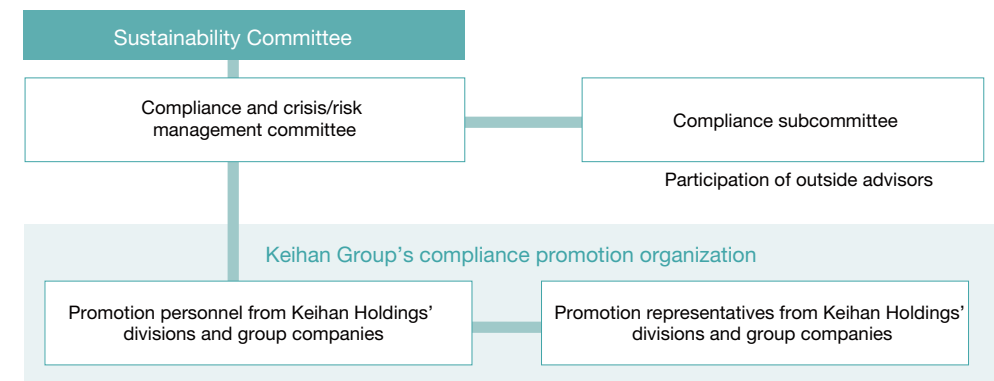 Sustainability Committee
Compliance and crisis/risk
management committee
Compliance subcommittee
Participation of outside advisors
Keihan Group’s compliance promotion organization
Promotion personnel from Keihan Holdings’
divisions and group companies
Promotion representatives from Keihan Holdings’
divisions and group companies